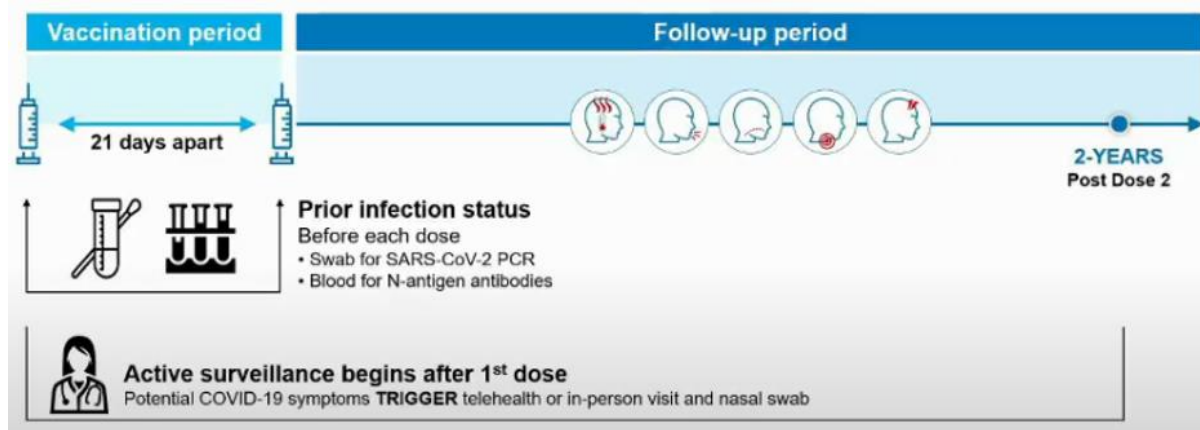 Vaccination period
Follow-up period
21 days apart
2-YEARS
Post Dose 2
Prior infection status
Before each dose
• Swab for SARS-CoV-2 PCR
• Blood for N-antigen antibodies
Active surveillance begins after 1st dose
Potential COVID-19 symptoms TRIGGER telehealth or in-person visit and nasal swab